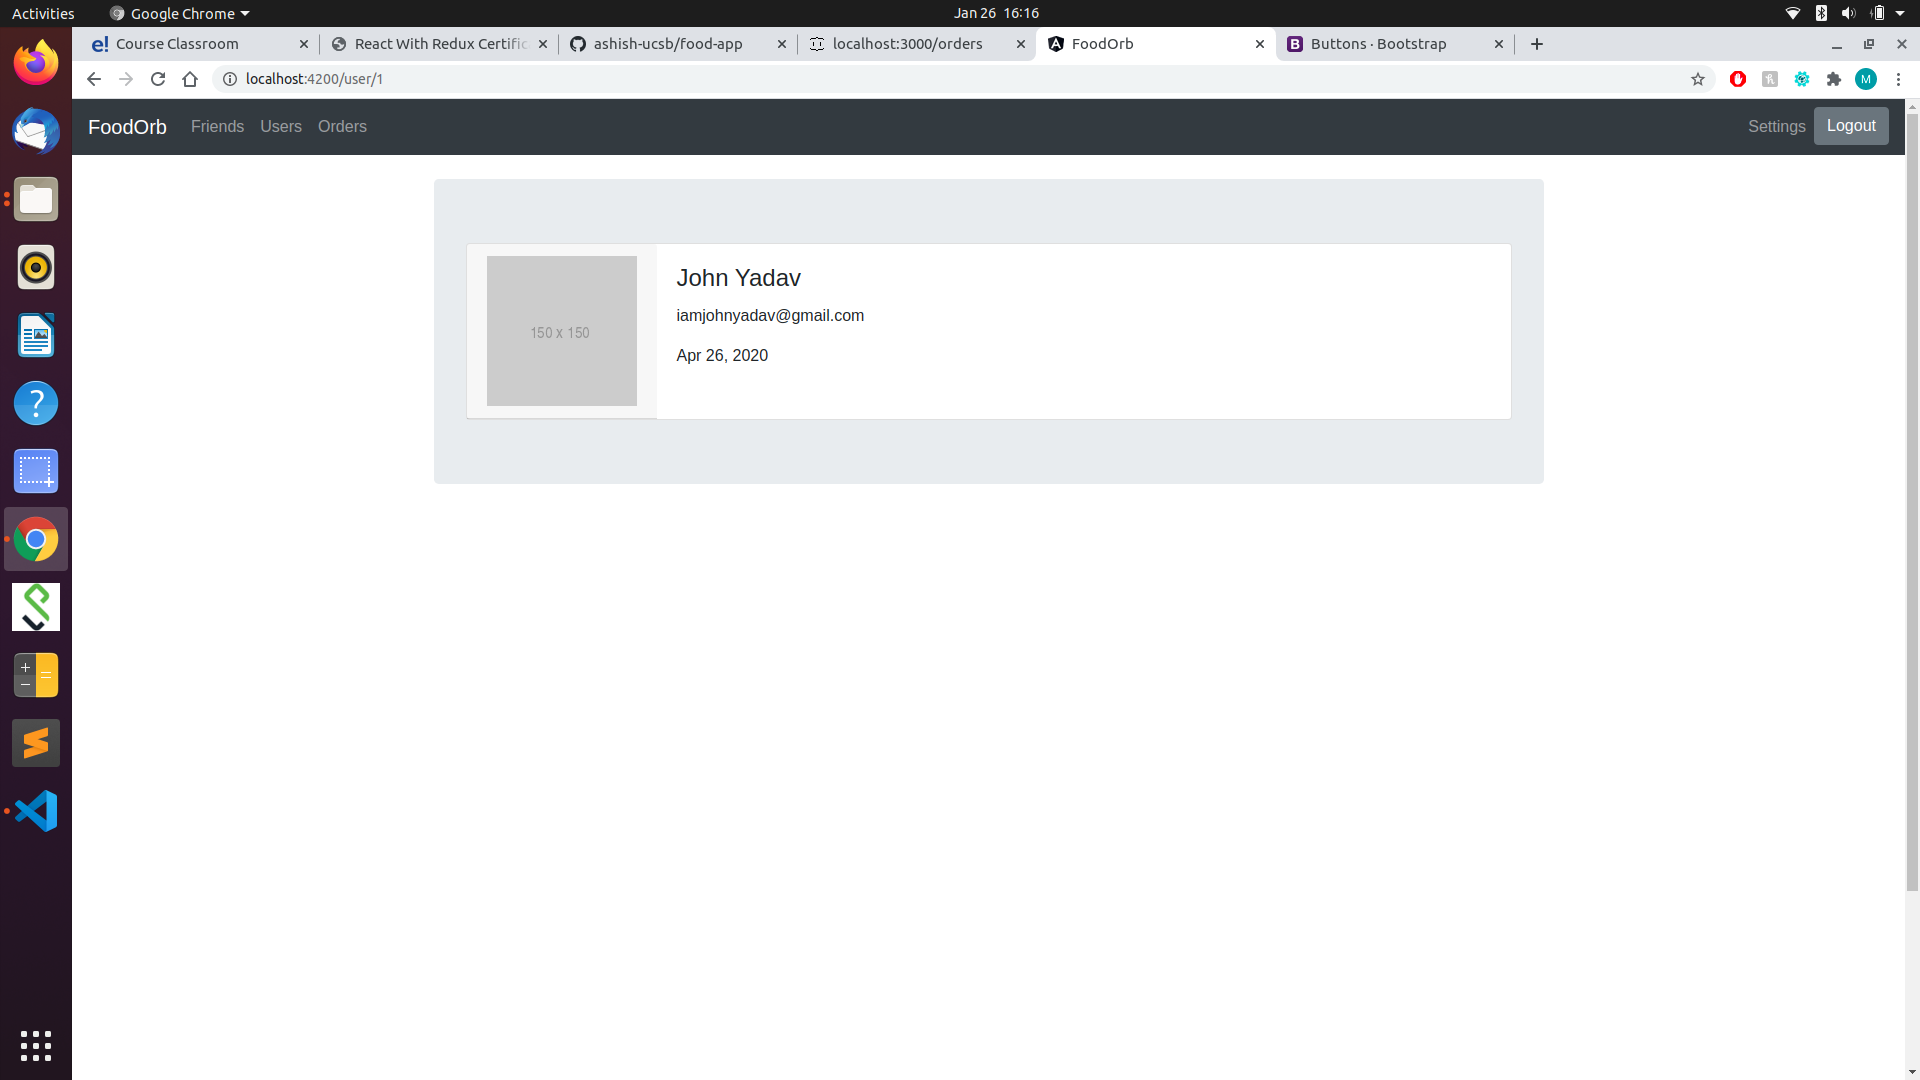 Activities
Google Chrome
Jan 26 16:16
e! Course Classroom
React With Redux Certific
ashish-ucsb/food-app
localhost:3000/orders
FoodOrb
B Buttons · Bootstrap
localhost:4200/user/1
M
FoodOrb Friends Users Orders
Settings Logout
150 x 150
John Yadav
iamjohnyadav@gmail.com
Apr 26, 2020